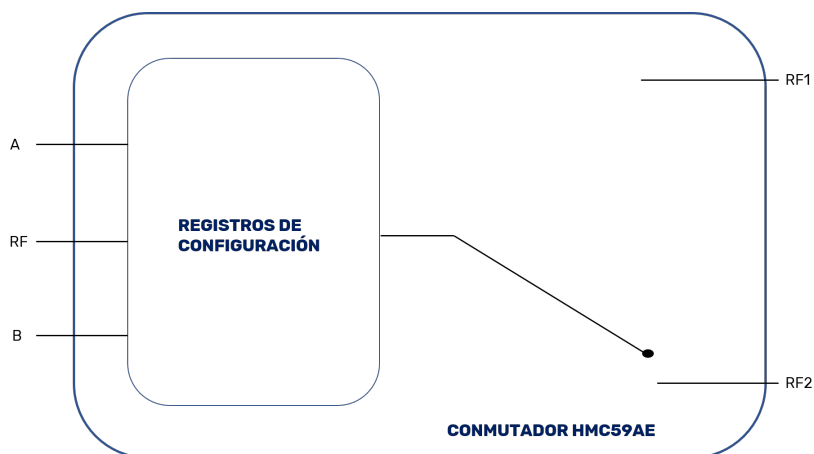 RF1
A
REGISTROS DE
CONFIGURACIÓN
RF
B
RF2
CONMUTADOR HMC59AE